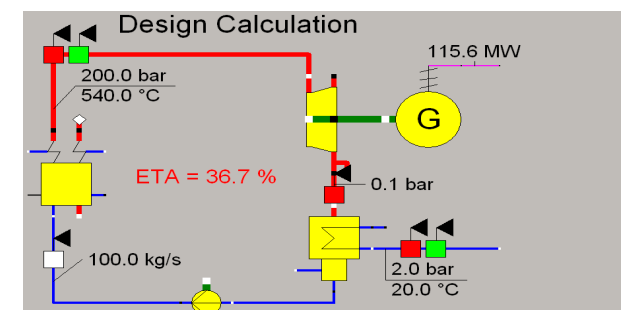 Design Calculation
115.6 MW
200.0 bar
540.0 °C
G
ETA = 36.7 %
0.1 bar
100.0 kg/s
2.0 bar
20.0 °C